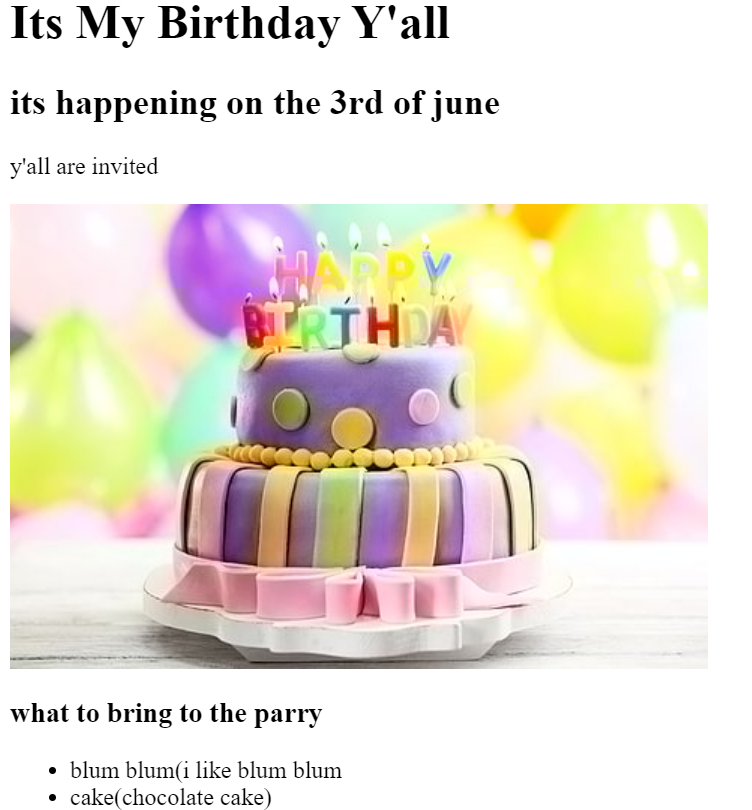 Its My Birthday Y'all
its happening on the 3rd of june
y'all are invited
HAPPY
BIRTHDAY
what to bring to the parry
blum blum(i like blum blum
cake(chocolate cake)